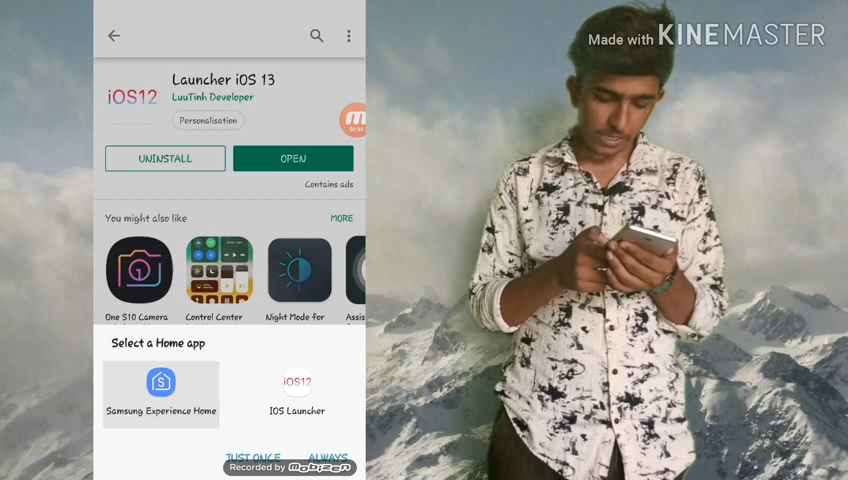 Made with KINEMASTER
Launcher iOS 13
iOS12
LuuTinh Developer
Personalisation
UNINSTALL
OPEN
Contains ads
You might also like
MORE
One S10 Camera
Control Center
Night Mode for
Assis
Select a Home app
Samsung Experience Home
iOS12
IOS Launcher
JUST ONCE
ALWAYS
Recorded by mobizen